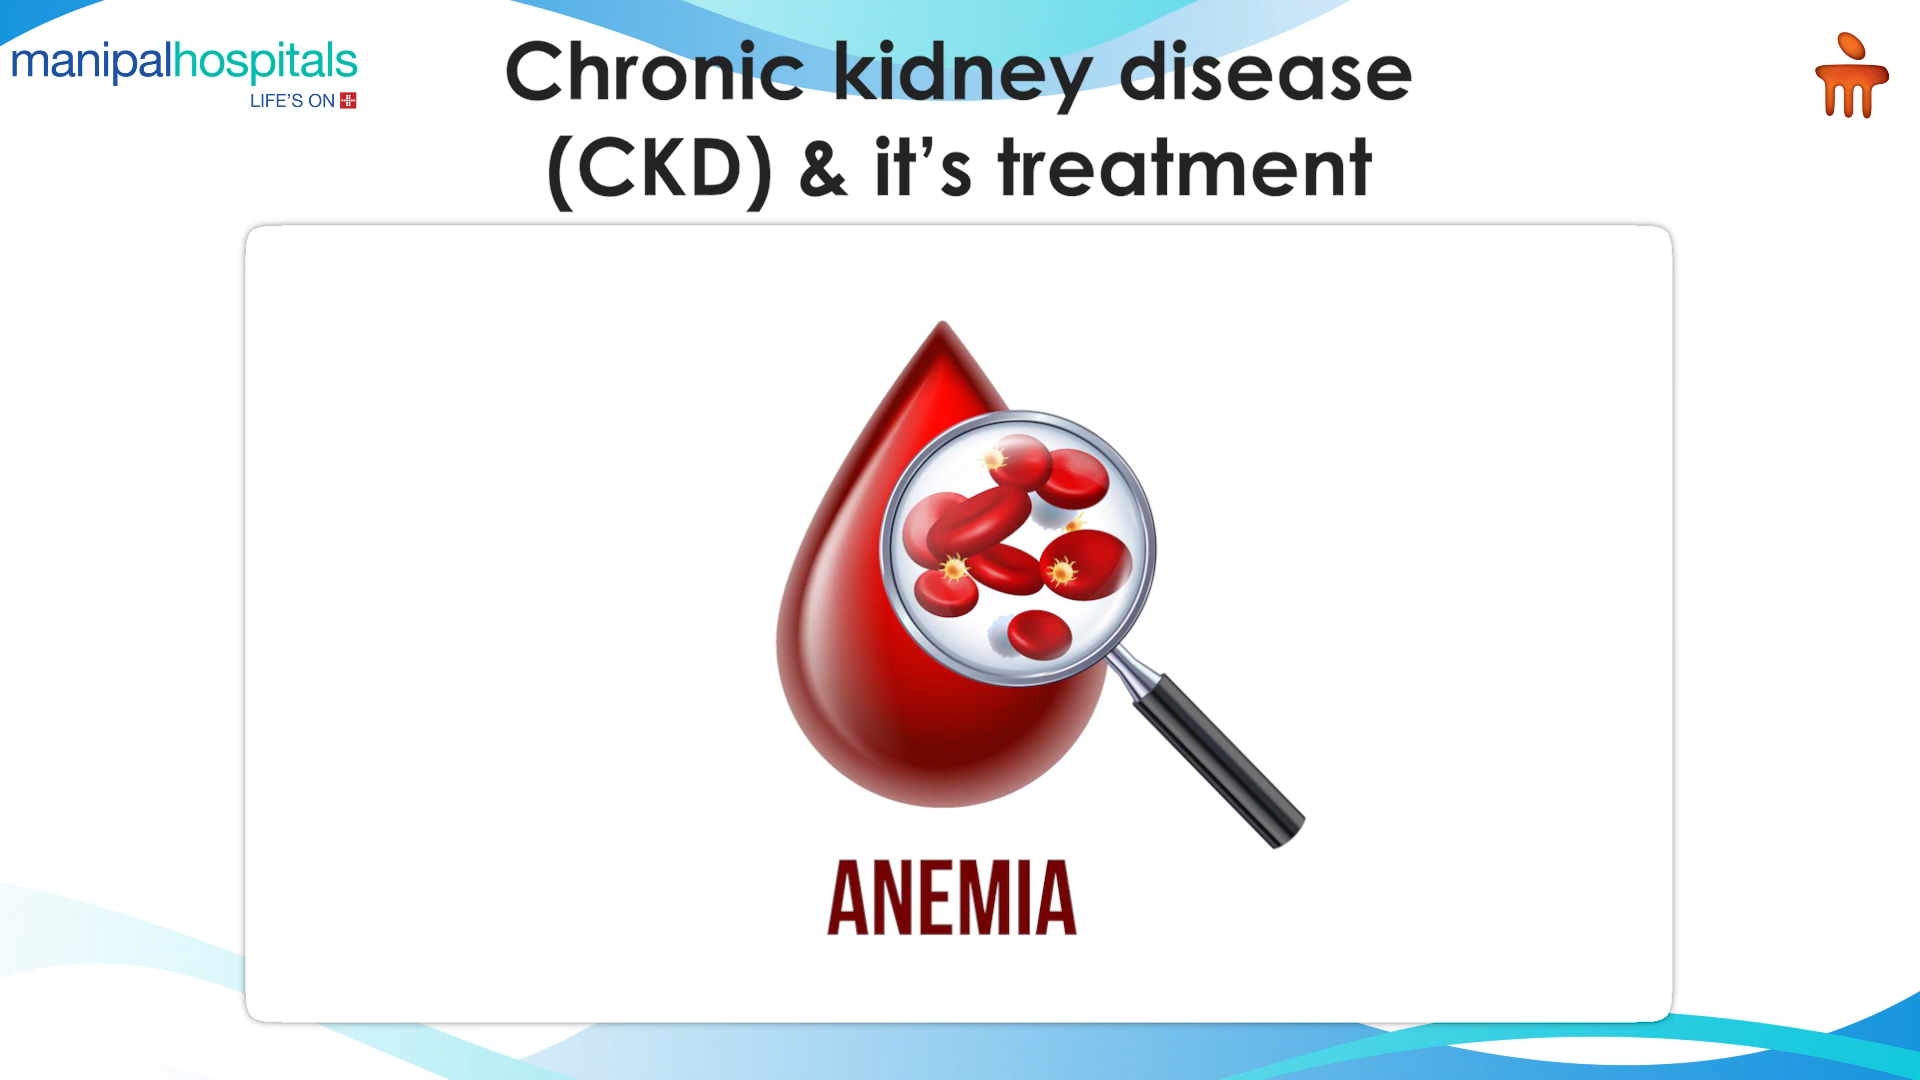 manipalhospitals
LIFE'S ON
Chronic kidney disease
(CKD) & it’s treatment
ANEMIA